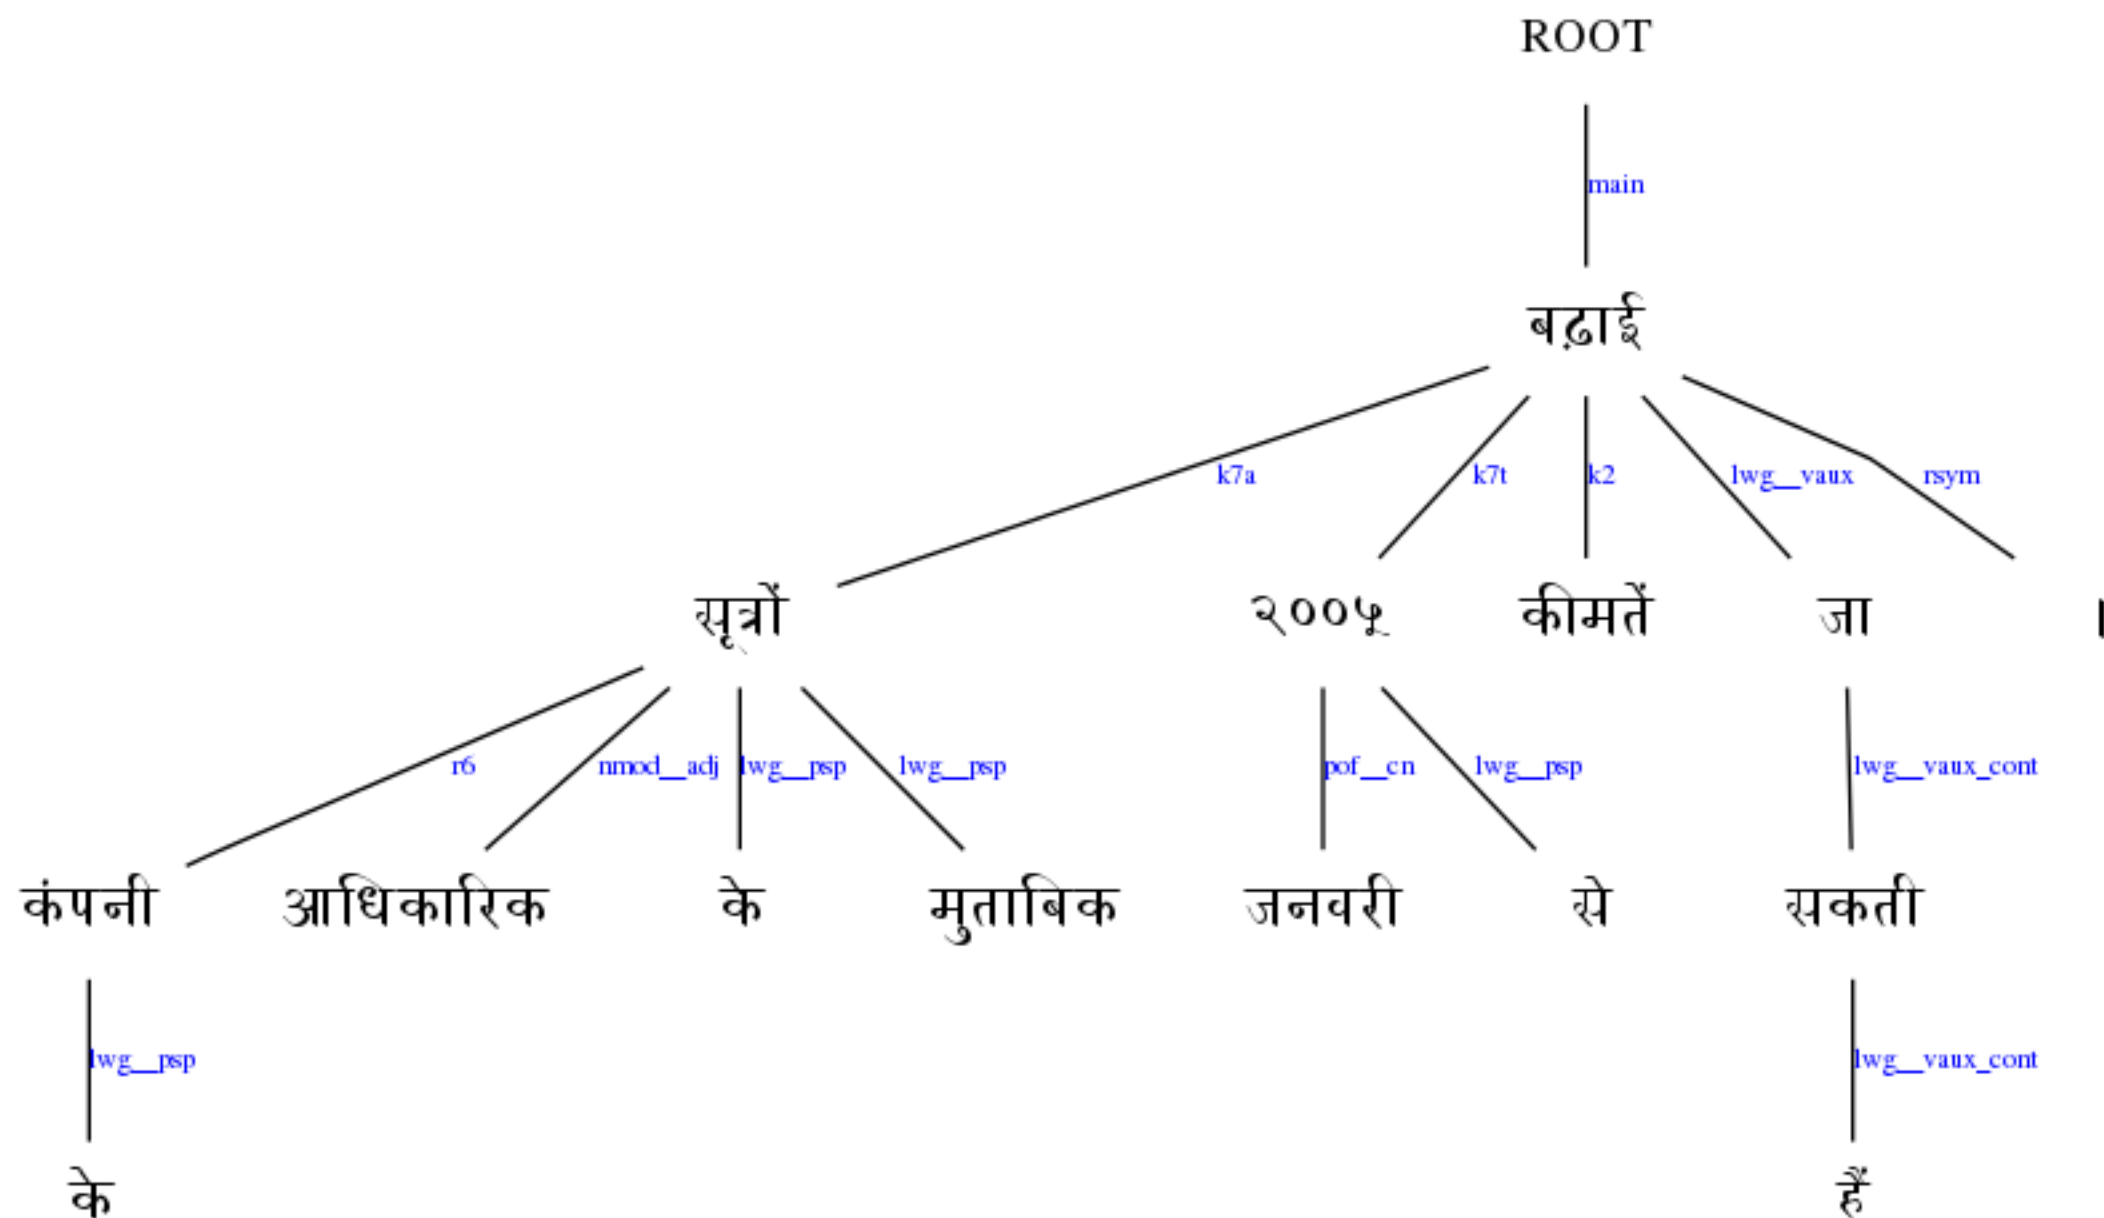 ROOT
main
बढ़ाई
k7a k7t k2 lwg__vaux rsym
सूत्रों २००५ कीमतें जा ।
r6 nmod__adj lwg__psp lwg__psp pof__cn lwg__psp lwg__vaux_cont
कंपनी आधिकारिक के मुताबिक जनवरी से सकती
lwg__psp lwg__vaux_cont
के हैं